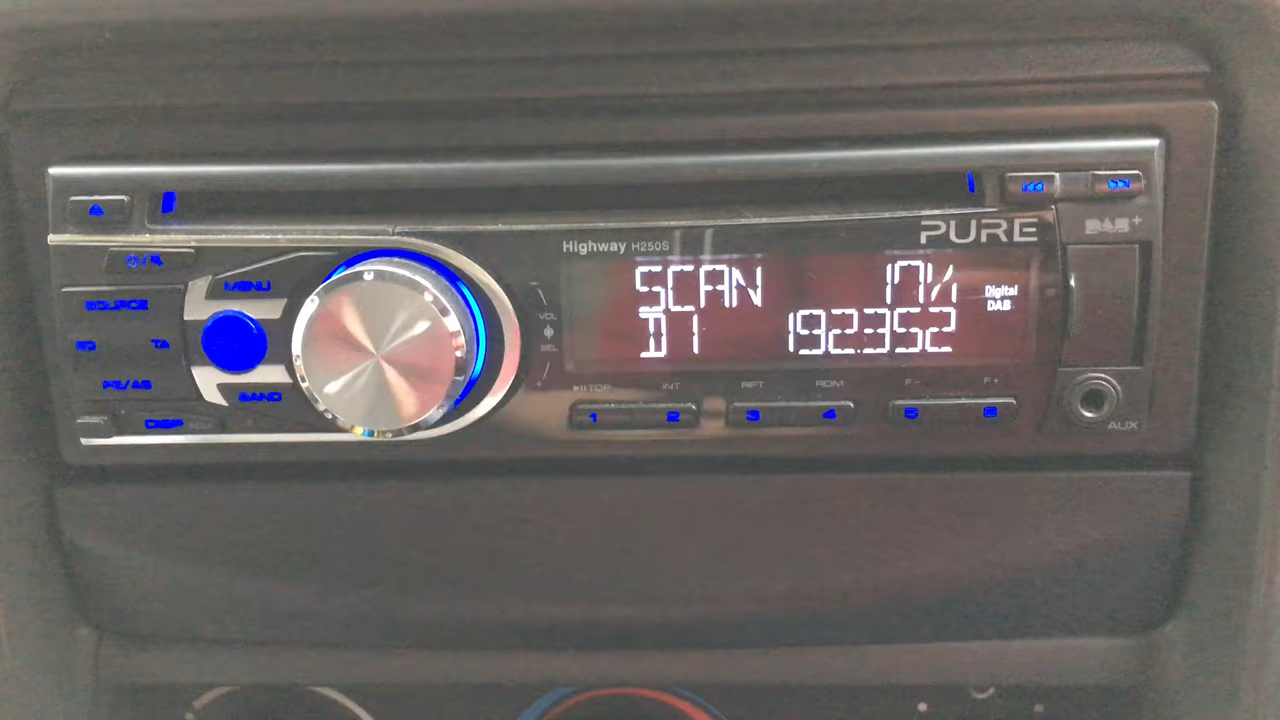 PURE
DAB+
Highway H250S
MENU
SOURCE
TA
BAND
DISP
VOL
SEL
SCAN
Digital
DAB
D1 192.352
INT
RPT
RDM
F-
F+
1
2
3
4
5
6
AUX